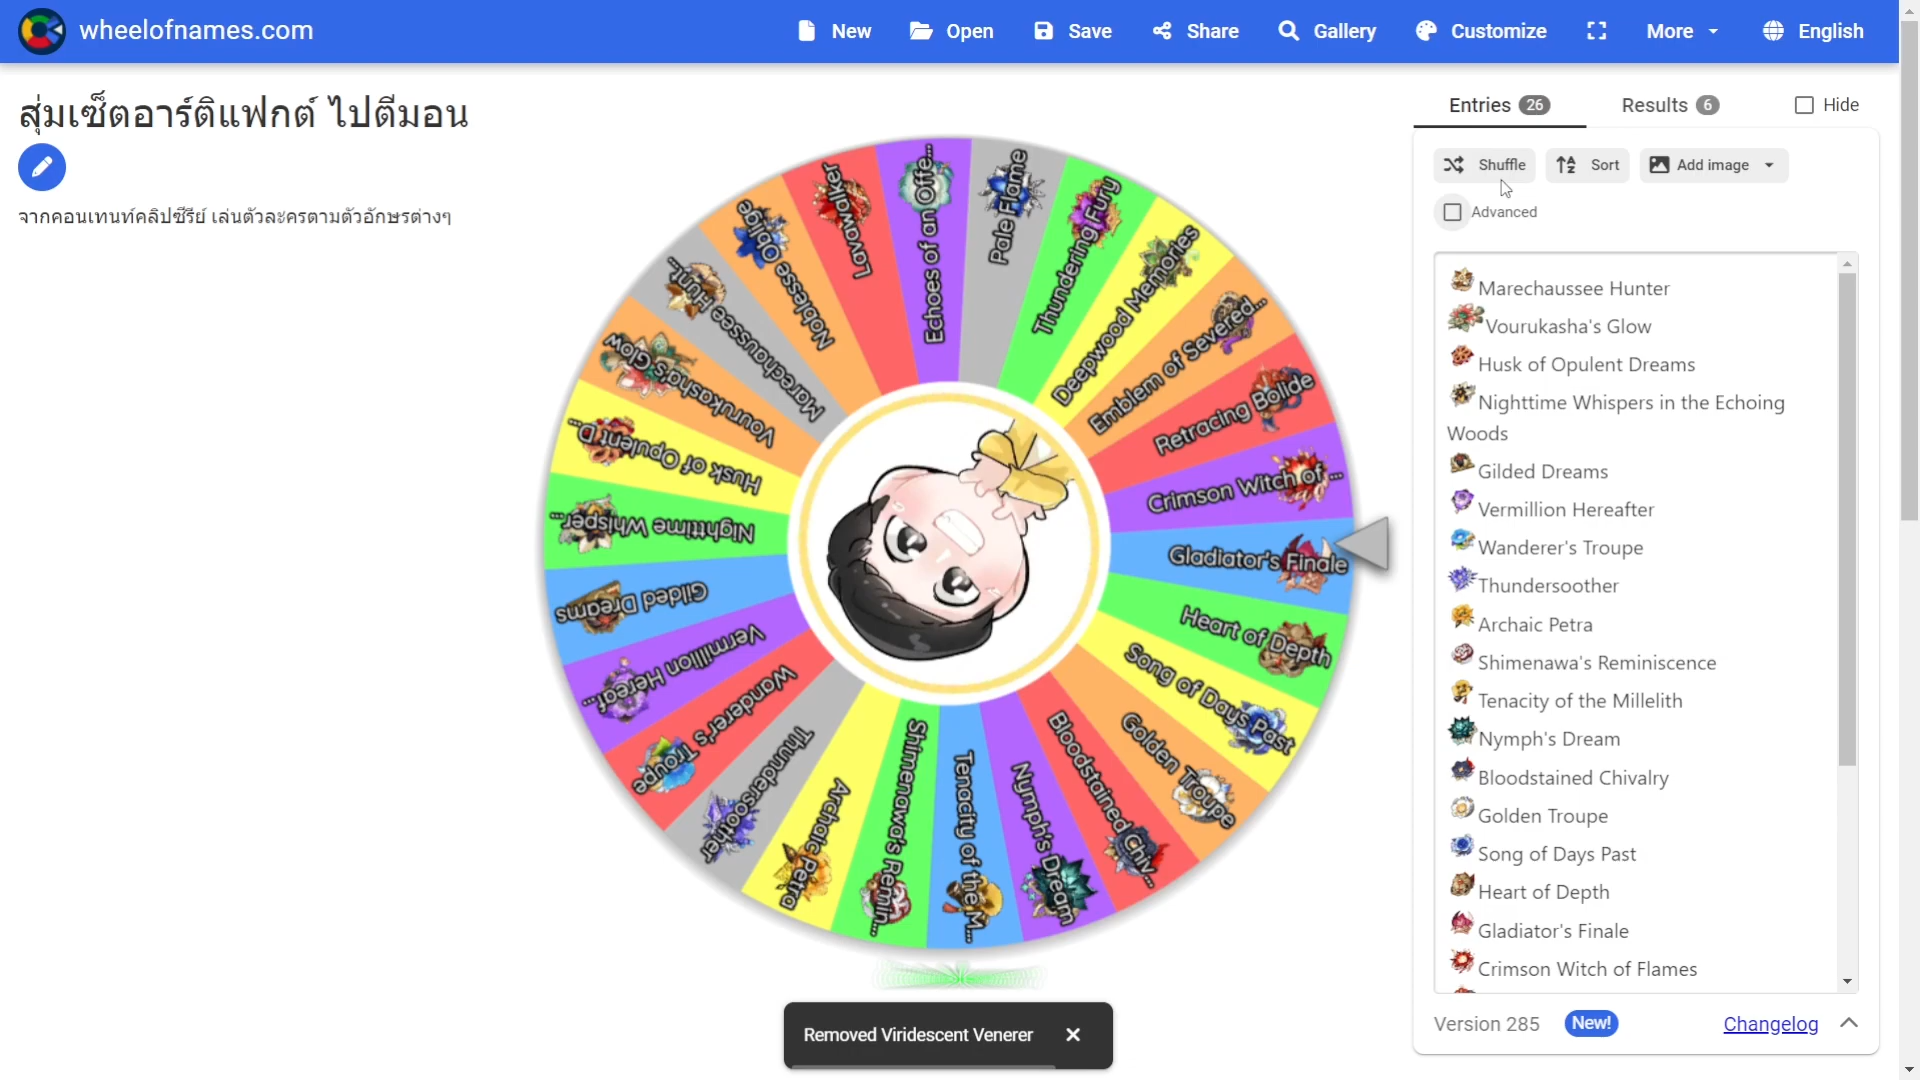 wheelofnames.com
New
Open
Save
Share
Gallery
Customize
More
English
สุ่มเซ็ตอาร์ติแฟกต์ ไปตีมอน
จากคอนเทนท์คลิปซีรีย์ เล่นตัวละครตามตัวอักษรต่างๆ
Entries 26
Results 6
Hide
Shuffle
Sort
Add image
Advanced
Marechaussee Hunter
Vourukasha's Glow
Husk of Opulent Dreams
Nighttime Whispers in the Echoing
Woods
Gilded Dreams
Vermillion Hereafter
Wanderer's Troupe
Thundersoother
Archaic Petra
Shimenawa's Reminiscence
Tenacity of the Millelith
Nymph's Dream
Bloodstained Chivalry
Golden Troupe
Song of Days Past
Heart of Depth
Gladiator's Finale
Crimson Witch of Flames
Version 285
New!
Changelog
Lavawalker
Echoes of an Offe...
Pale Flame
Thundering Fury
Deepwood Memories
Emblem of Severed...
Retracing Bolide
Crimson Witch of ...
Gladiator's Finale
Heart of Depth
Song of Days Past
Golden Troupe
Bloodstained Chiv...
Nymph's Dream
Tenacity of the M...
Shimenawa's Remin...
Archaic Petra
Thundersoother
Wanderer's Troupe
Vermillion Hereaf...
Gilded Dreams
Nighttime Whisper...
Husk of Opulent D...
Vourukasha's Glow
Marechaussee Hunt...
Noblesse Oblige
Removed Viridescent Venerer